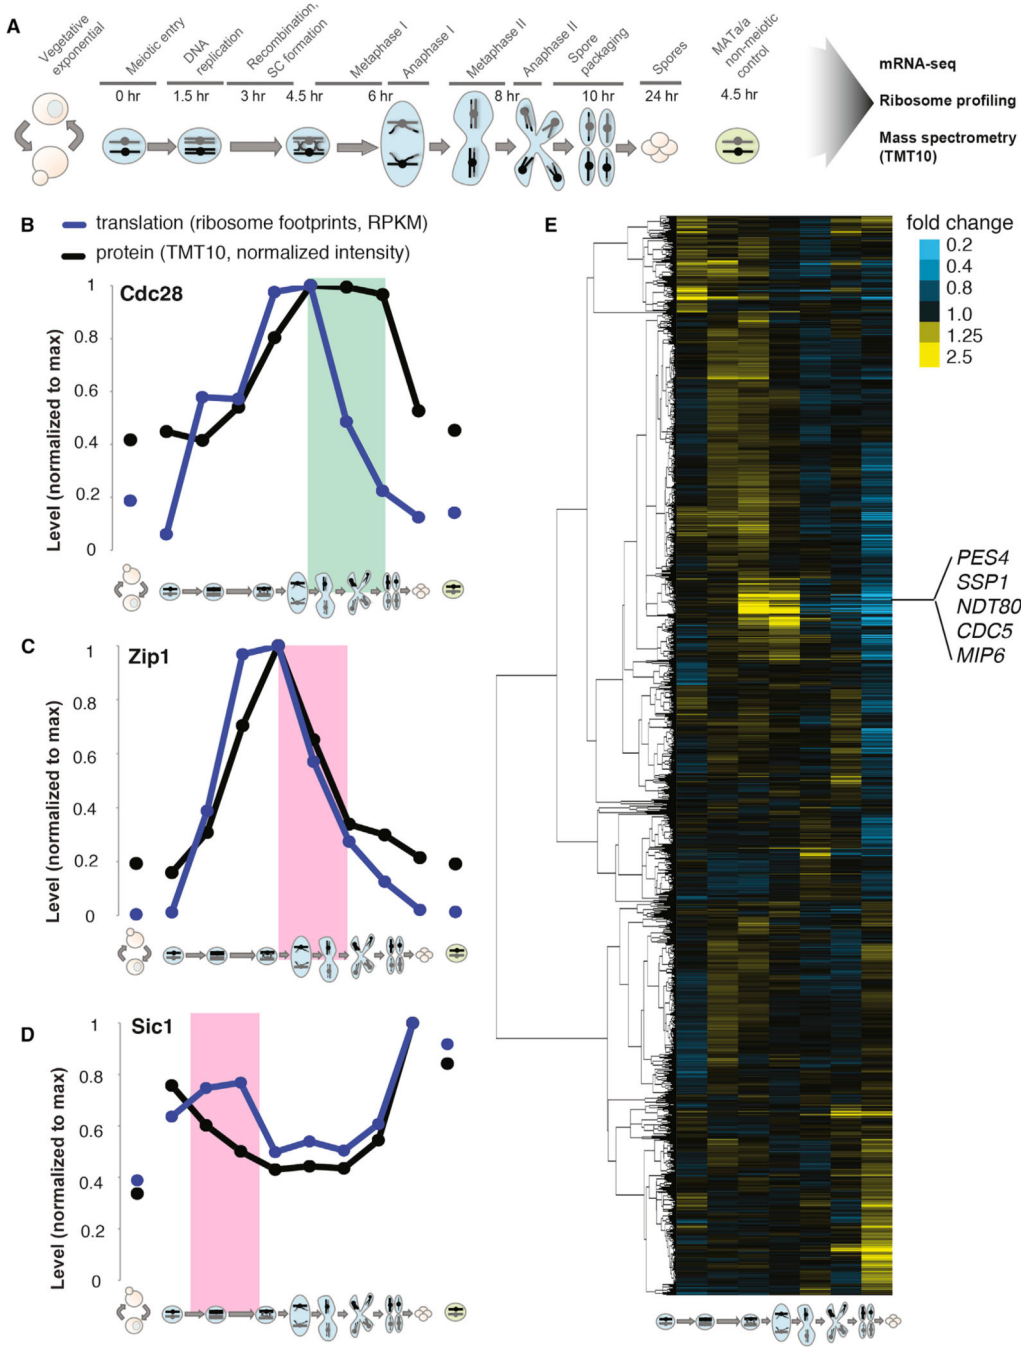 A
Vegetative
exponential
Meiotic entry
DNA
replication
Recombination,
SC formation
Metaphase I
Anaphase I
Metaphase II
Anaphase II
Spore
packaging
Spores
MATa/a
non-meiotic
control
0 hr
1.5 hr
3 hr
4.5 hr
6 hr
8 hr
10 hr
24 hr
4.5 hr
mRNA-seq
Ribosome profiling
Mass spectrometry
(TMT10)
B
translation (ribosome footprints, RPKM)
protein (TMT10, normalized intensity)
Cdc28
Level (normalized to max)
1
0.8
0.6
0.4
0.2
0
C
Zip1
Level (normalized to max)
1
0.8
0.6
0.4
0.2
0
D
Sic1
Level (normalized to max)
1
0.8
0.6
0.4
0.2
0
E
fold change
0.2
0.4
0.8
1.0
1.25
2.5
PES4
SSP1
NDT80
CDC5
MIP6